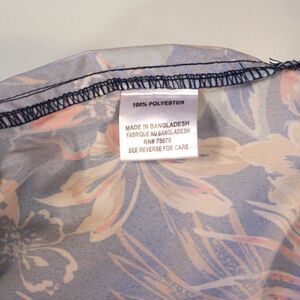 100% POLYESTER
MADE IN BANGLADESH
FABRIQUE AU BANGLADESH
RN# 75670
SEE REVERSE FOR CARE